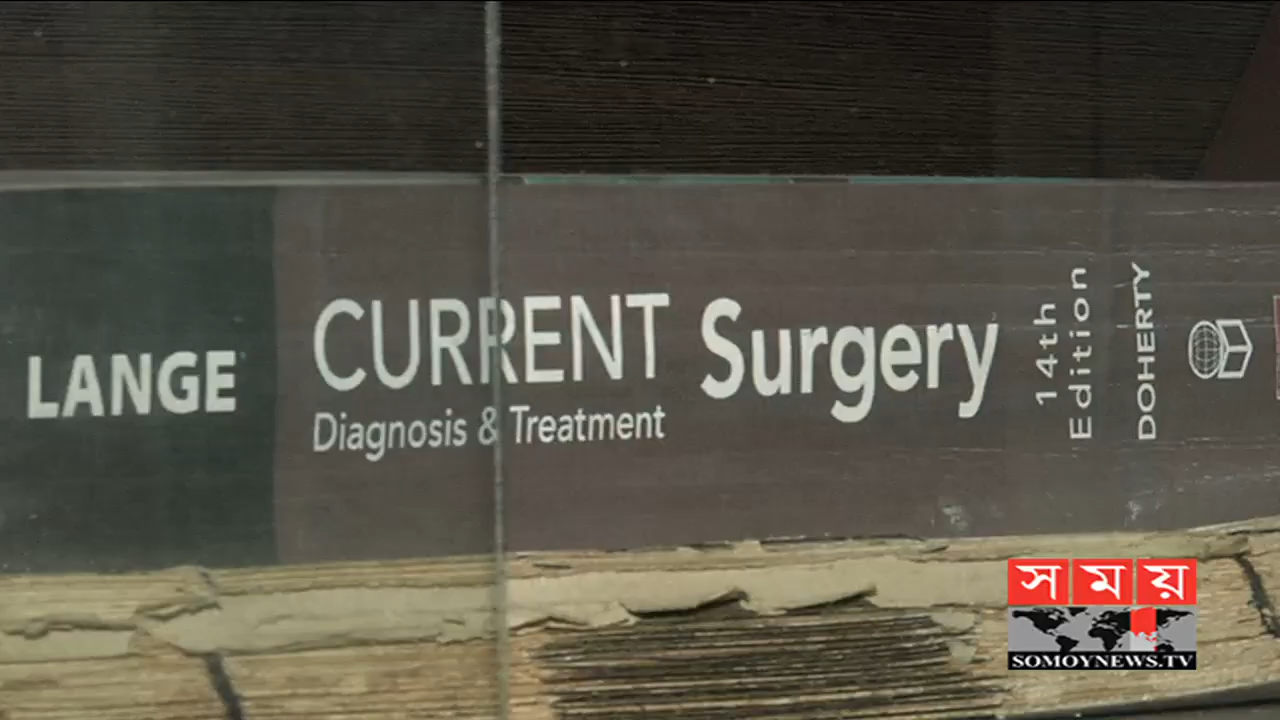 LANGE
CURRENT Surgery
Diagnosis & Treatment
14th
Edition
DOHERTY
সময়
SOMOYNEWS.TV